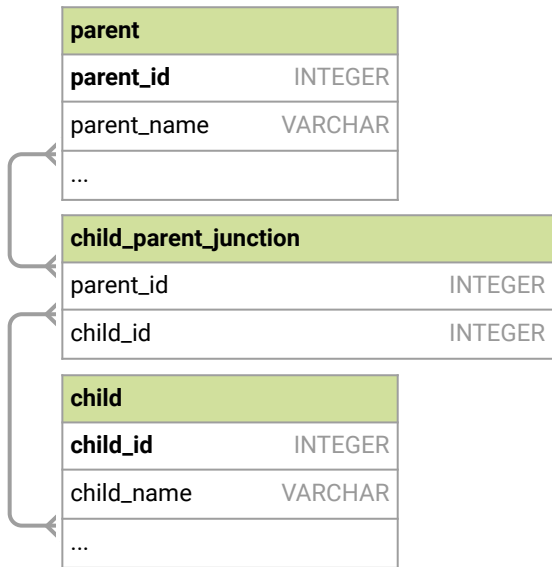 parent
parent_id INTEGER
parent_name VARCHAR
...
child_parent_junction
parent_id INTEGER
child_id INTEGER
child
child_id INTEGER
child_name VARCHAR
...